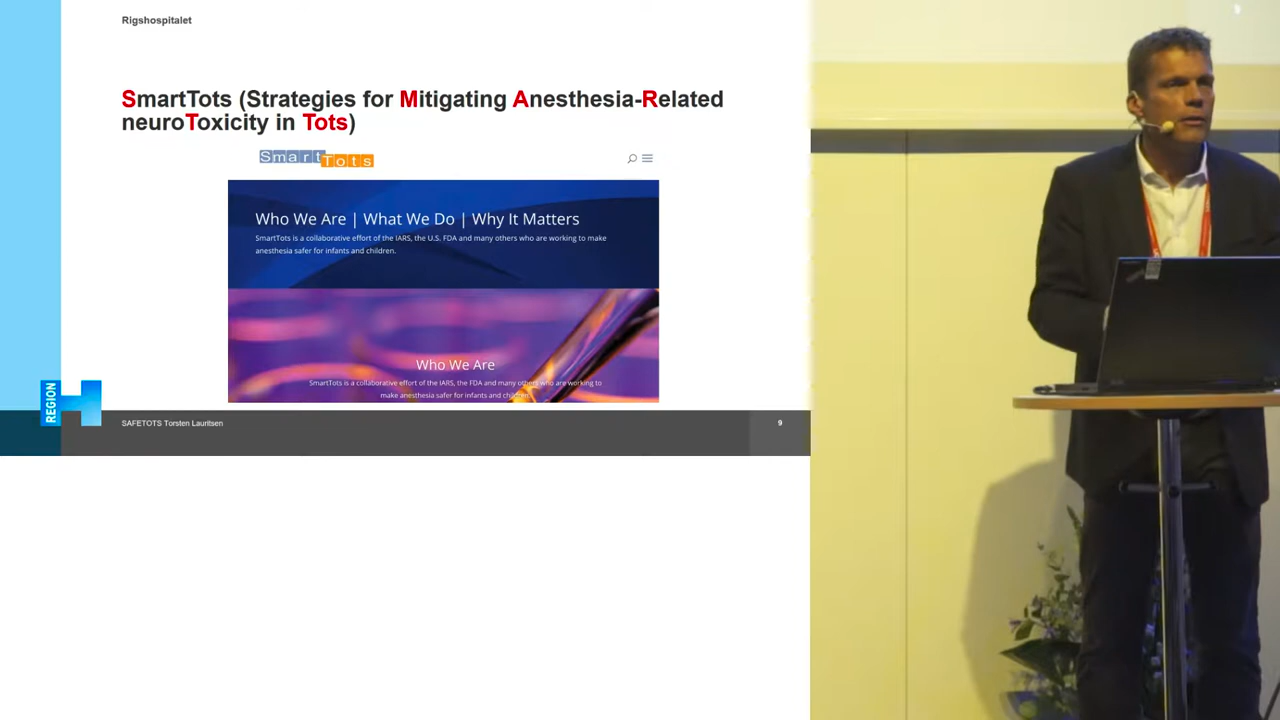 Rigshospitalet
SmartTots (Strategies for Mitigating Anesthesia-Related
neuroToxicity in Tots)
SmartTots
Who We Are | What We Do | Why It Matters
SmartTots is a collaborative effort of the IARS, the U.S. FDA and many others who are working to make
anesthesia safer for infants and children.
Who We Are
SmartTots is a collaborative effort of the IARS, the FDA and many others who are working to
make anesthesia safer for infants and children.
REGION
H
SAFETOTS Torsten Lauritsen
9